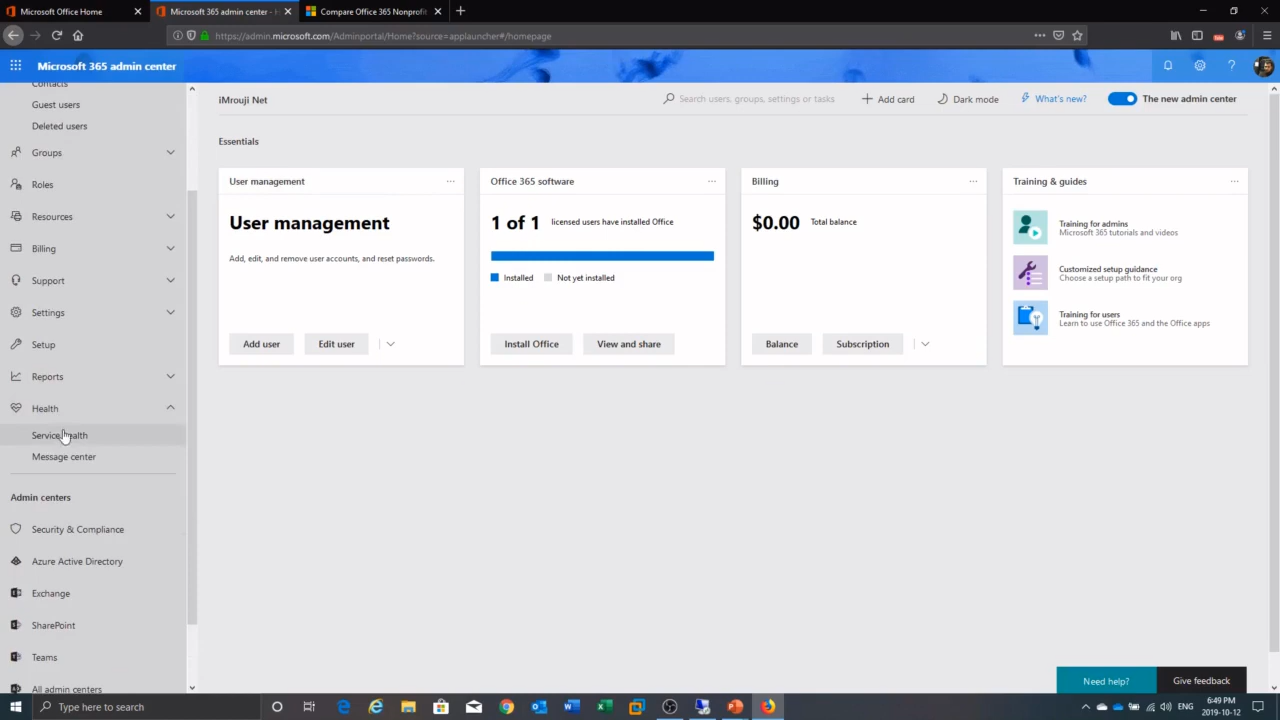 Microsoft Office Home
Microsoft 365 admin center - H
Compare Office 365 Nonprofit
https://admin.microsoft.com/Adminportal/Home?source=applauncher#/homepage
Microsoft 365 admin center
Contacts
Guest users
Deleted users
Groups
Roles
Resources
Billing
Support
Settings
Setup
Reports
Health
Service health
Message center
Admin centers
Security & Compliance
Azure Active Directory
Exchange
SharePoint
Teams
All admin centers
iMrouji Net
Search users, groups, settings or tasks
Add card
Dark mode
What's new?
The new admin center
Essentials
User management
User management
Add, edit, and remove user accounts, and reset passwords.
Add user
Edit user
Office 365 software
1 of 1 licensed users have installed Office
Installed
Not yet installed
Install Office
View and share
Billing
$0.00 Total balance
Balance
Subscription
Training & guides
Training for admins
Microsoft 365 tutorials and videos
Customized setup guidance
Choose a setup path to fit your org
Training for users
Learn to use Office 365 and the Office apps
Need help?
Give feedback
Type here to search
ENG
6:49 PM
2019-10-12